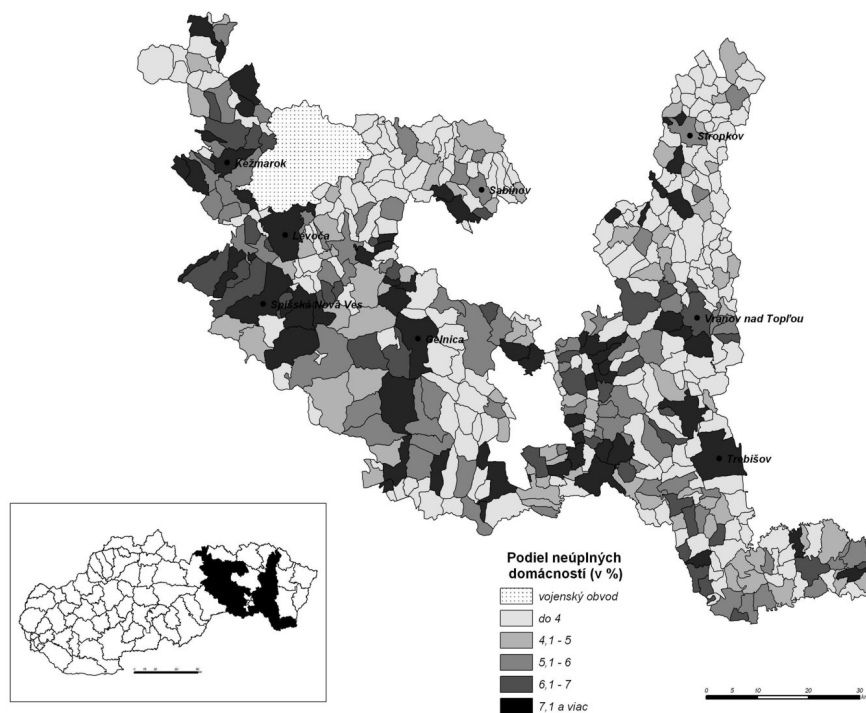 Stropkov
Kežmarok
Sabinov
Levoča
Spišská Nová Ves
Vranov nad Topľou
Gelnica
Trebišov
Podiel neúplných
domácností (v %)
vojenský obvod
do 4
4,1 - 5
5,1 - 6
6,1 - 7
7,1 a viac
0 5 10 20 30